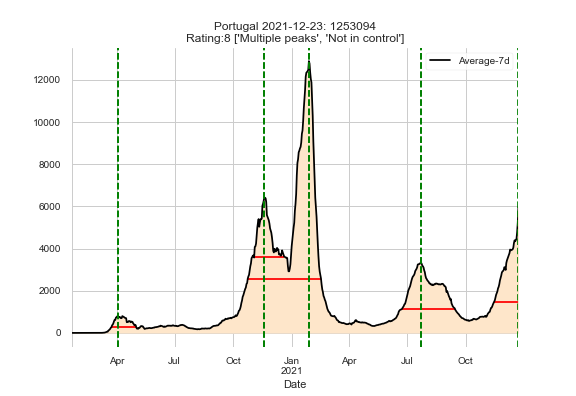 Portugal 2021-12-23: 1253094
Rating:8 ['Multiple peaks', 'Not in control']
Average-7d
12000
10000
8000
6000
4000
2000
0
Apr
Jul
Oct
Jan
2021
Apr
Jul
Oct
Date